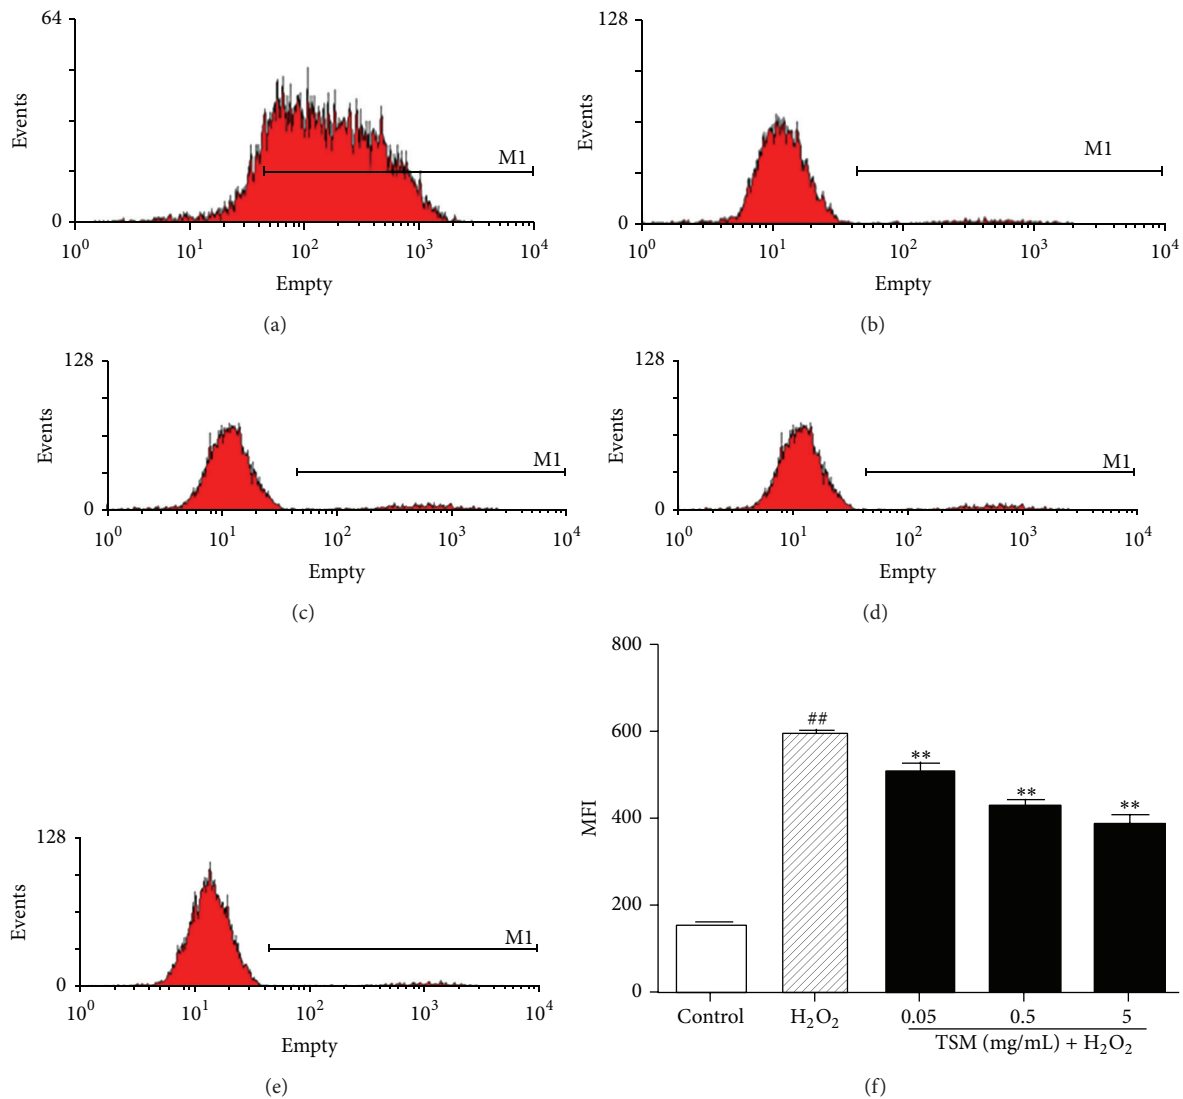 64
Events
M1
0
10^0 10^1 10^2 10^3 10^4
Empty
(a)
128
Events
M1
0
10^0 10^1 10^2 10^3 10^4
Empty
(b)
128
Events
M1
0
10^0 10^1 10^2 10^3 10^4
Empty
(c)
128
Events
M1
0
10^0 10^1 10^2 10^3 10^4
Empty
(d)
128
Events
M1
0
10^0 10^1 10^2 10^3 10^4
Empty
(e)
800
600
400
200
0
MFI
##
**
**
**
Control H₂O₂ 0.05 0.5 5
TSM (mg/mL) + H₂O₂
(f)